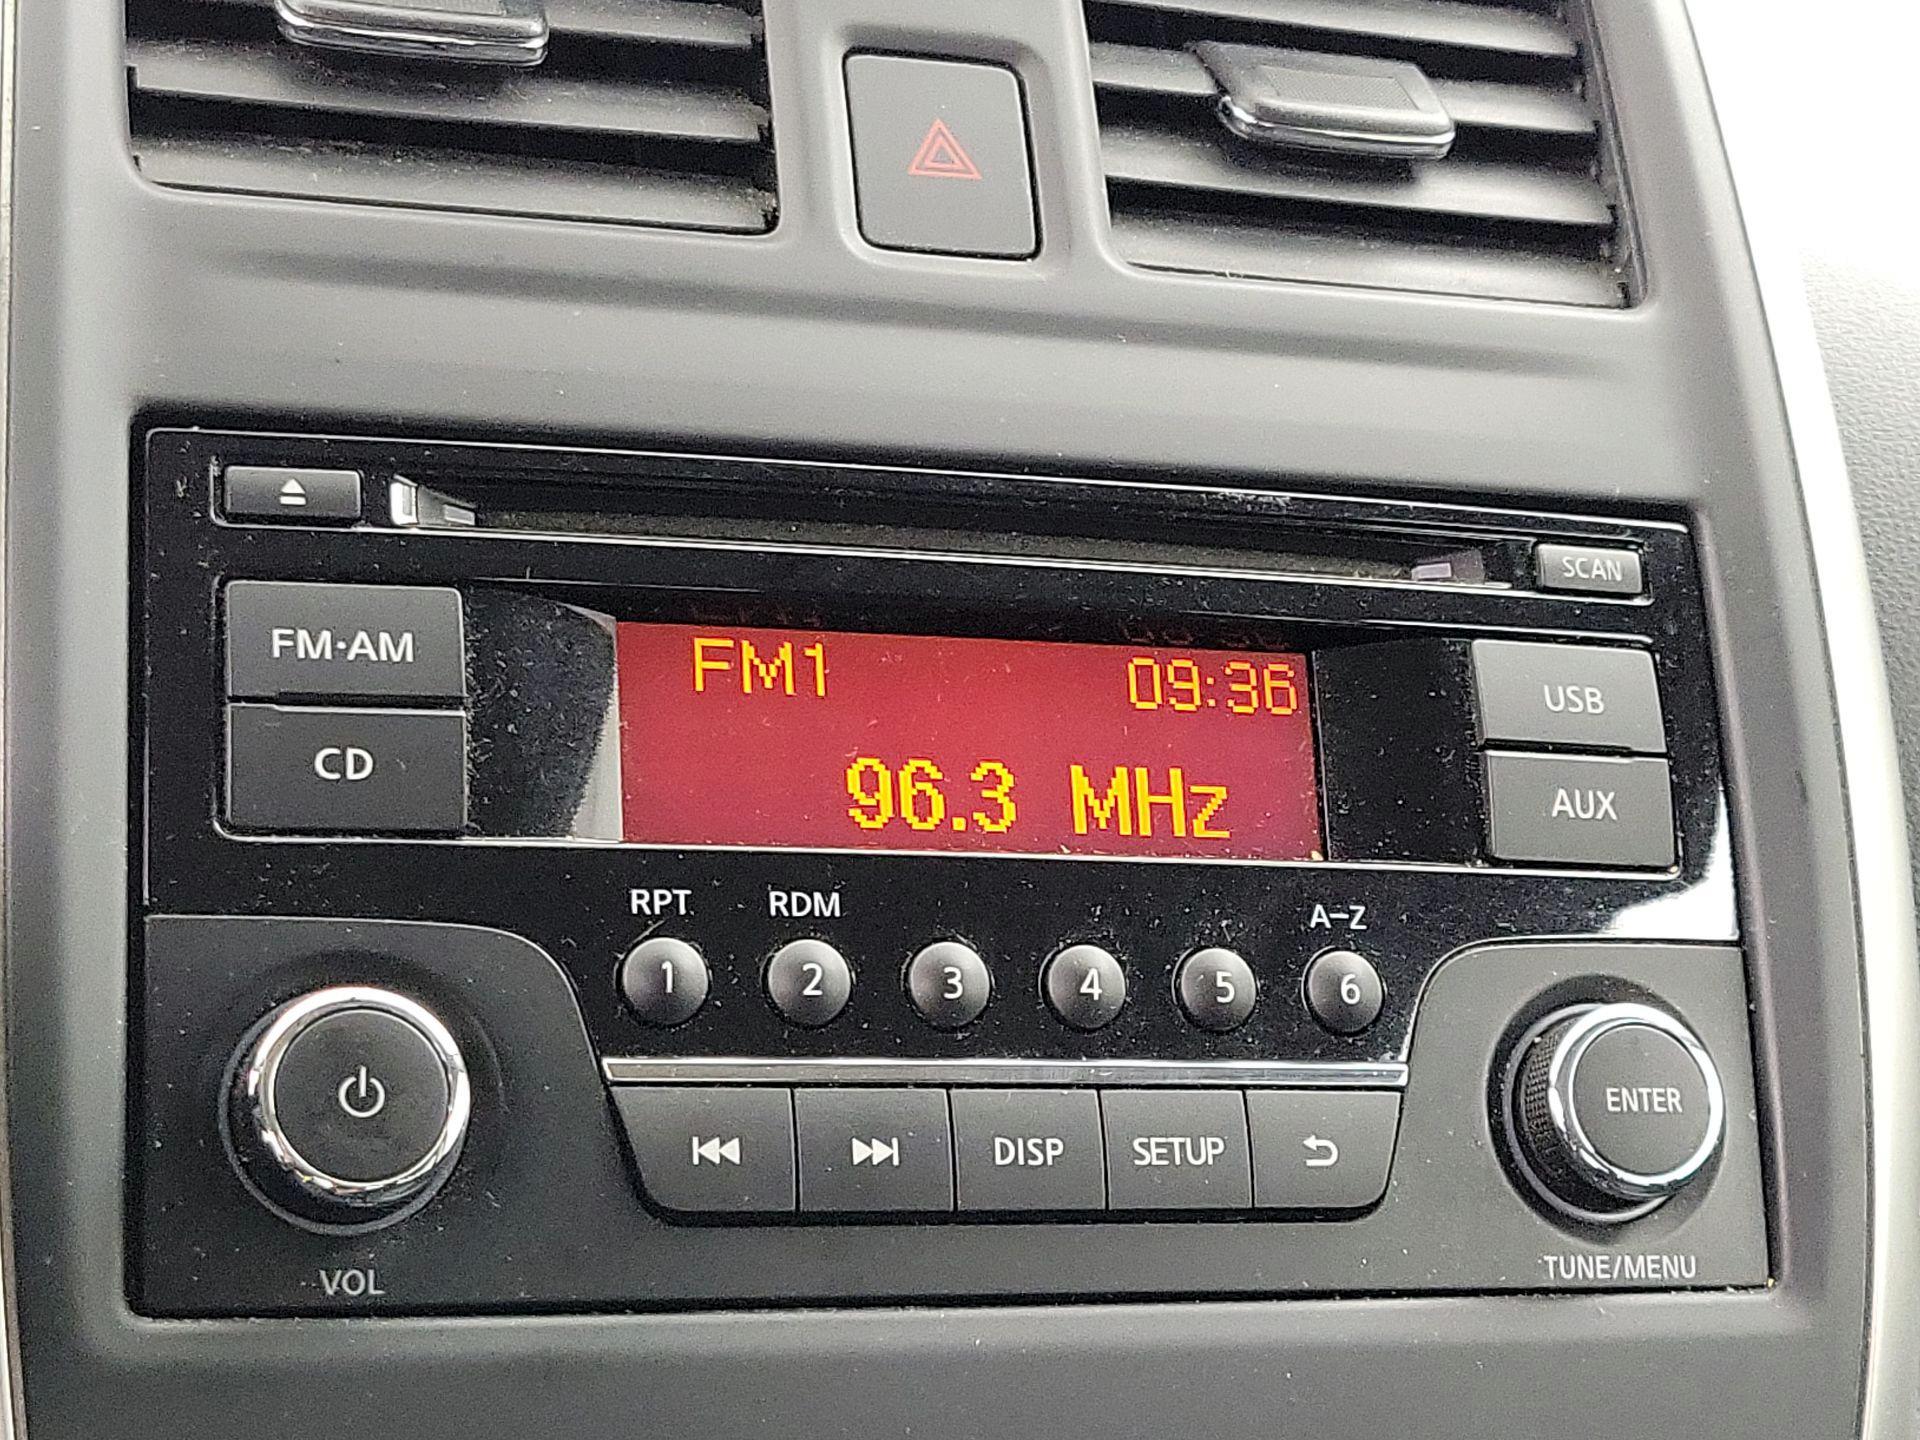 SCAN
FM·AM
FM1 09:36
USB
CD
96.3 MHz
AUX
RPT RDM A-Z
1 2 3 4 5 6
ENTER
DISP SETUP
VOL
TUNE/MENU